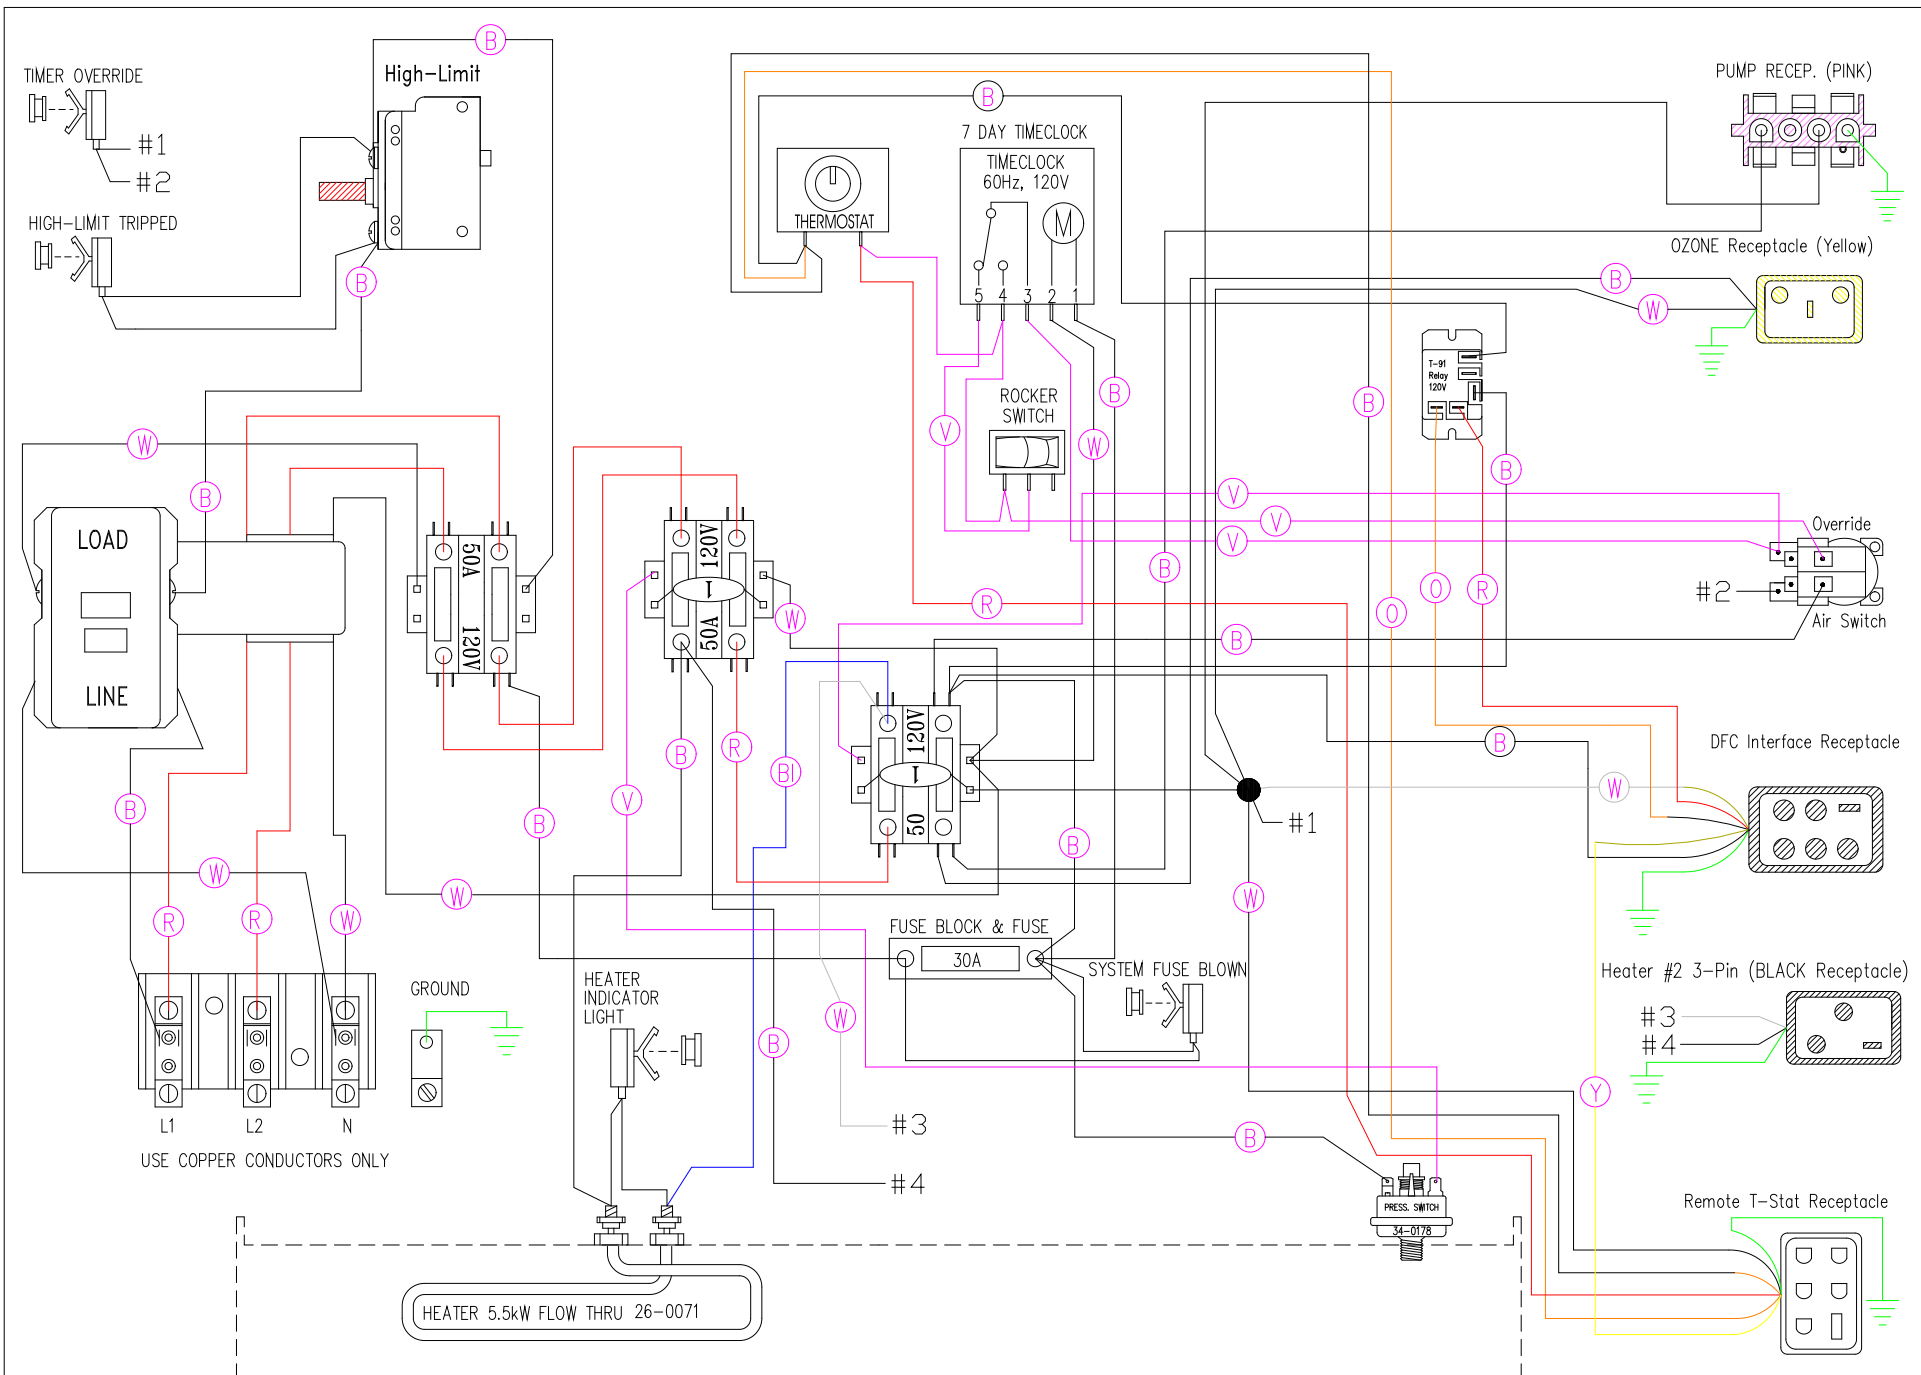 TIMER OVERRIDE
#1
#2
HIGH-LIMIT TRIPPED
High-Limit
B
B
B
W
LOAD
LINE
50A
120V
B
W
R
R
W
L1
L2
N
USE COPPER CONDUCTORS ONLY
GROUND
W
B
120V
1
50A
W
V
B
R
BI
B
HEATER
INDICATOR
LIGHT
HEATER 5.5kW FLOW THRU 26-0071
B
7 DAY TIMECLOCK
TIMECLOCK
60Hz, 120V
M
5
4
3
2
1
THERMOSTAT
ROCKER
SWITCH
V
W
B
R
120V
1
50
B
FUSE BLOCK & FUSE
30A
SYSTEM FUSE BLOWN
W
#3
#4
B
V
V
V
B
B
#1
W
B
PRESS. SWITCH
34-0178
B
O
O
R
B
T-91
Relay
120V
PUMP RECEP. (PINK)
OZONE Receptacle (Yellow)
B
W
Override
#2
Air Switch
DFC Interface Receptacle
B
W
Heater #2 3-Pin (BLACK Receptacle)
#3
#4
Y
Remote T-Stat Receptacle